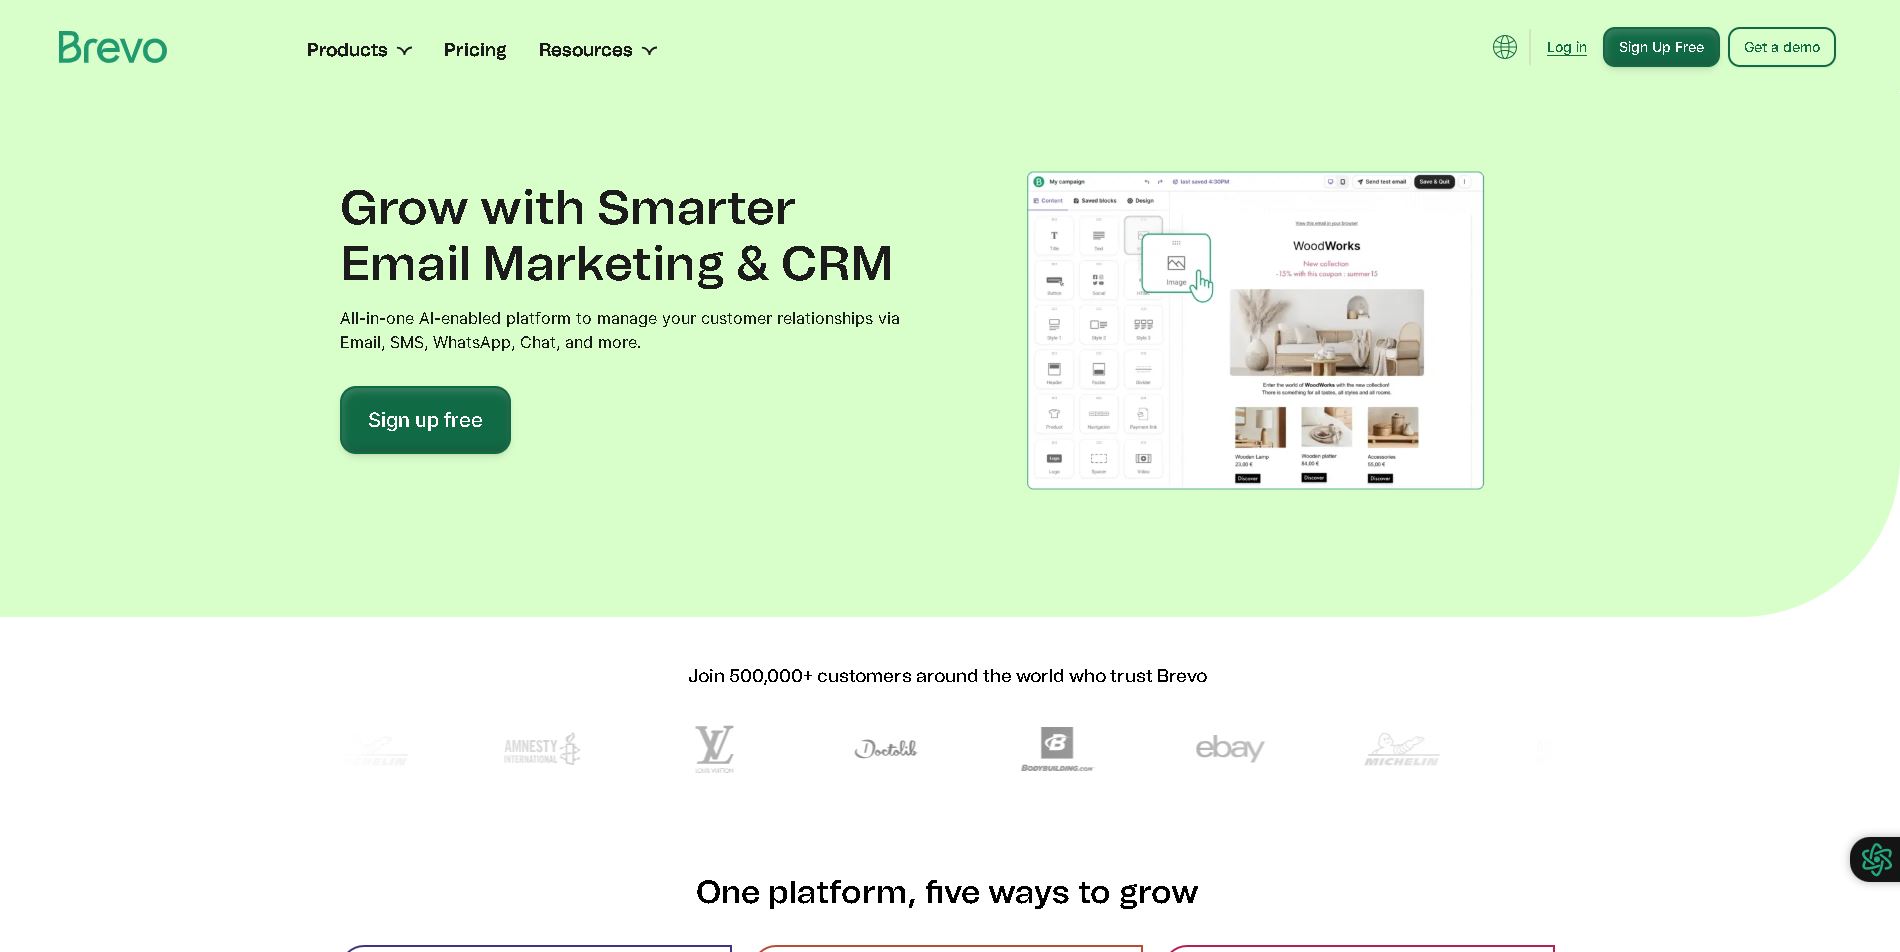 Brevo
Products
Pricing
Resources
Log in
Sign Up Free
Get a demo
Grow with Smarter
Email Marketing & CRM
All-in-one AI-enabled platform to manage your customer relationships via
Email, SMS, WhatsApp, Chat, and more.
Sign up free
B My campaign
last saved 4:30PM
Send test email
Save & Quit
Content
Saved blocks
Design
Title
Text
Button
Social
HTML
Style 1
Style 2
Style 3
Header
Footer
Divider
Product
Navigation
Payment link
Logo
Logo
Spacer
Video
Image
View this email in your browser
WoodWorks
New collection
-15% with this coupon : summer15
Enter the world of WoodWorks with the new collection!
There is something for all tastes, all styles and all rooms.
Wooden Lamp
23,00 €
Discover
Wooden platter
84,00 €
Discover
Accessories
55,00 €
Discover
Join 500,000+ customers around the world who trust Brevo
AMNESTY
INTERNATIONAL
LV
LOUIS VUITTON
Doctolib
B
BODYBUILDING.com
ebay
MICHELIN
One platform, five ways to grow